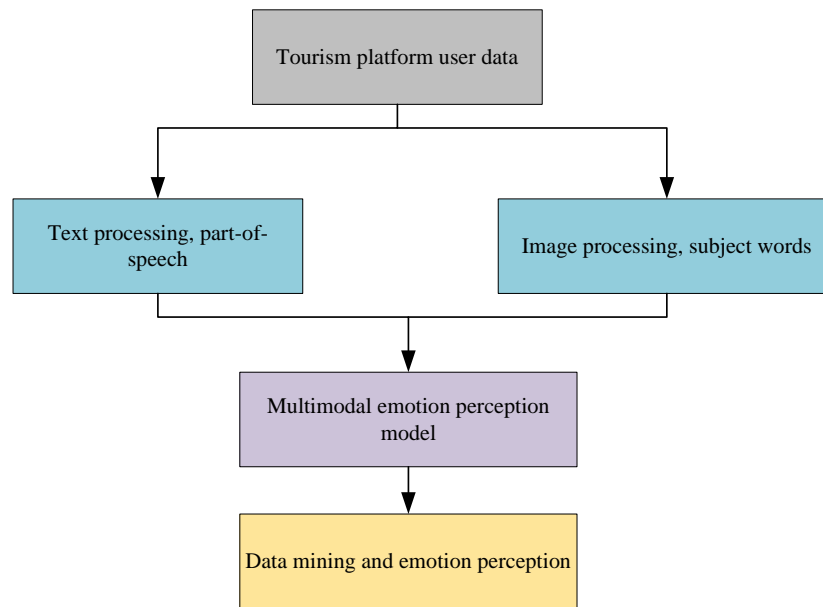 Tourism platform user data
Text processing, part-of-
speech
Image processing, subject words
Multimodal emotion perception
model
Data mining and emotion perception